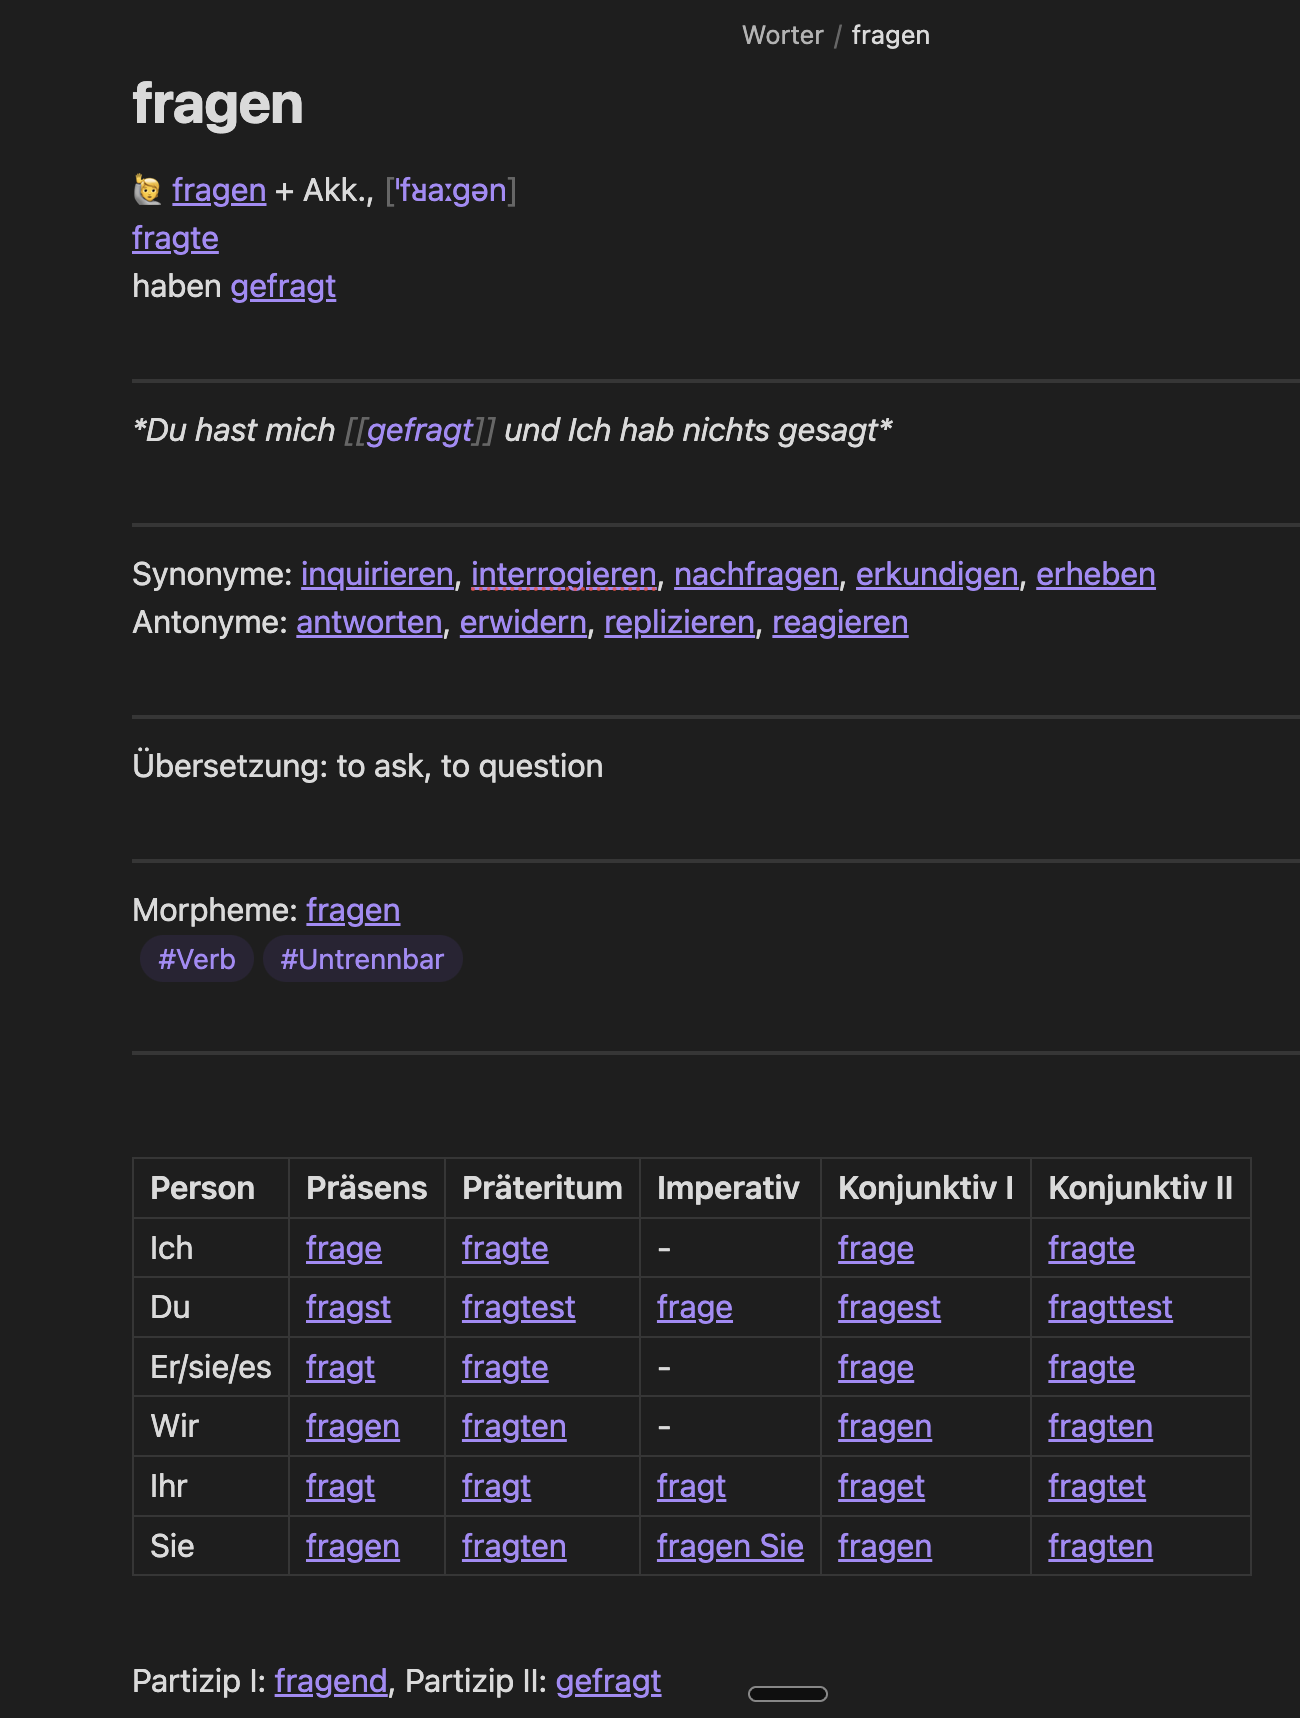 Worter / fragen
fragen
🙋 fragen + Akk., [ˈfʁaːgən]
fragte
haben gefragt
*Du hast mich [[gefragt]] und Ich hab nichts gesagt*
Synonyme: inquirieren, interrogieren, nachfragen, erkundigen, erheben
Antonyme: antworten, erwidern, replizieren, reagieren
Übersetzung: to ask, to question
Morpheme: fragen
#Verb #Untrennbar
Person Präsens Präteritum Imperativ Konjunktiv I Konjunktiv II
Ich frage fragte - frage fragte
Du fragst fragtest frage fragest fragttest
Er/sie/es fragt fragte - frage fragte
Wir fragen fragten - fragen fragten
Ihr fragt fragt fragt fraget fragtet
Sie fragen fragten fragen Sie fragen fragten
Partizip I: fragend, Partizip II: gefragt